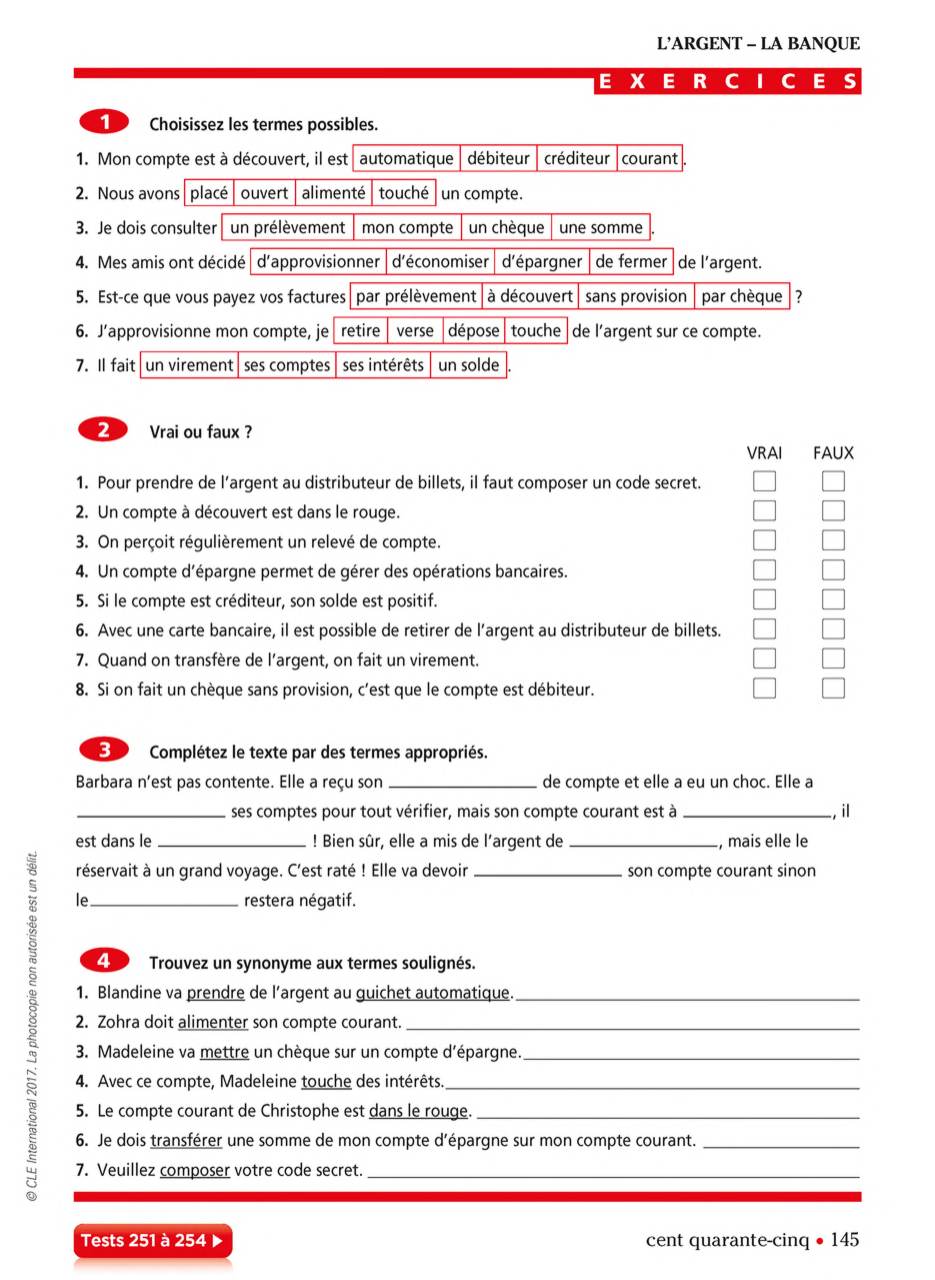 L'ARGENT – LA BANQUE
EXERCICES
1 Choisissez les termes possibles.
1. Mon compte est à découvert, il est automatique débiteur créditeur courant.
2. Nous avons placé ouvert alimenté touché un compte.
3. Je dois consulter un prélèvement mon compte un chèque une somme.
4. Mes amis ont décidé d'approvisionner d'économiser d'épargner de fermer de l'argent.
5. Est-ce que vous payez vos factures par prélèvement à découvert sans provision par chèque ?
6. J'approvisionne mon compte, je retire verse dépose touche de l'argent sur ce compte.
7. Il fait un virement ses comptes ses intérêts un solde.
2 Vrai ou faux ?
VRAI FAUX
1. Pour prendre de l'argent au distributeur de billets, il faut composer un code secret.
2. Un compte à découvert est dans le rouge.
3. On perçoit régulièrement un relevé de compte.
4. Un compte d'épargne permet de gérer des opérations bancaires.
5. Si le compte est créditeur, son solde est positif.
6. Avec une carte bancaire, il est possible de retirer de l'argent au distributeur de billets.
7. Quand on transfère de l'argent, on fait un virement.
8. Si on fait un chèque sans provision, c'est que le compte est débiteur.
3 Complétez le texte par des termes appropriés.
Barbara n'est pas contente. Elle a reçu son ________ de compte et elle a eu un choc. Elle a
________ ses comptes pour tout vérifier, mais son compte courant est à ________, il
est dans le ________ ! Bien sûr, elle a mis de l'argent de ________, mais elle le
réservait à un grand voyage. C'est raté ! Elle va devoir ________ son compte courant sinon
le ________ restera négatif.
4 Trouvez un synonyme aux termes soulignés.
1. Blandine va prendre de l'argent au guichet automatique.
2. Zohra doit alimenter son compte courant.
3. Madeleine va mettre un chèque sur un compte d'épargne.
4. Avec ce compte, Madeleine touche des intérêts.
5. Le compte courant de Christophe est dans le rouge.
6. Je dois transférer une somme de mon compte d'épargne sur mon compte courant.
7. Veuillez composer votre code secret.
© CLE International 2017. La photocopie non autorisée est un délit.
Tests 251 à 254
cent quarante-cinq • 145